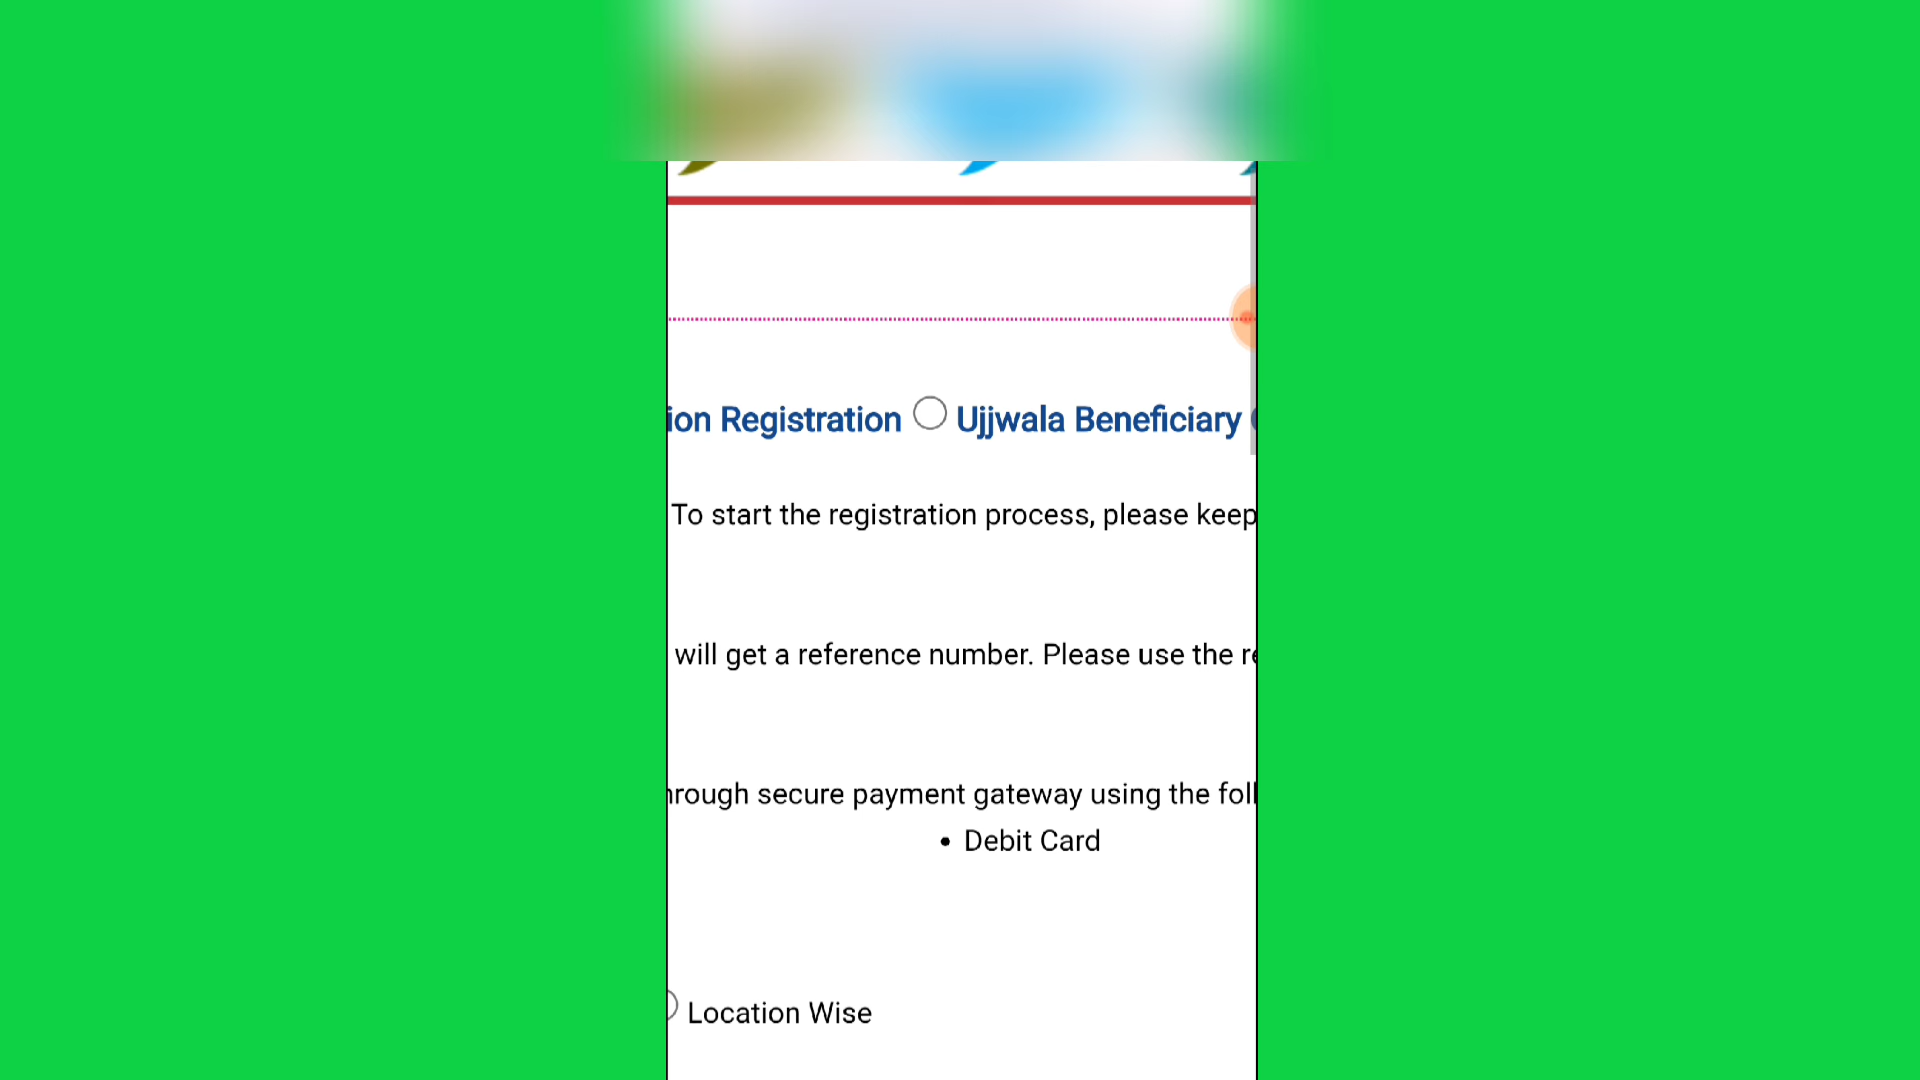 ion Registration Ujjwala Beneficiary
To start the registration process, please keep
will get a reference number. Please use the
hrough secure payment gateway using the foll
• Debit Card
Location Wise